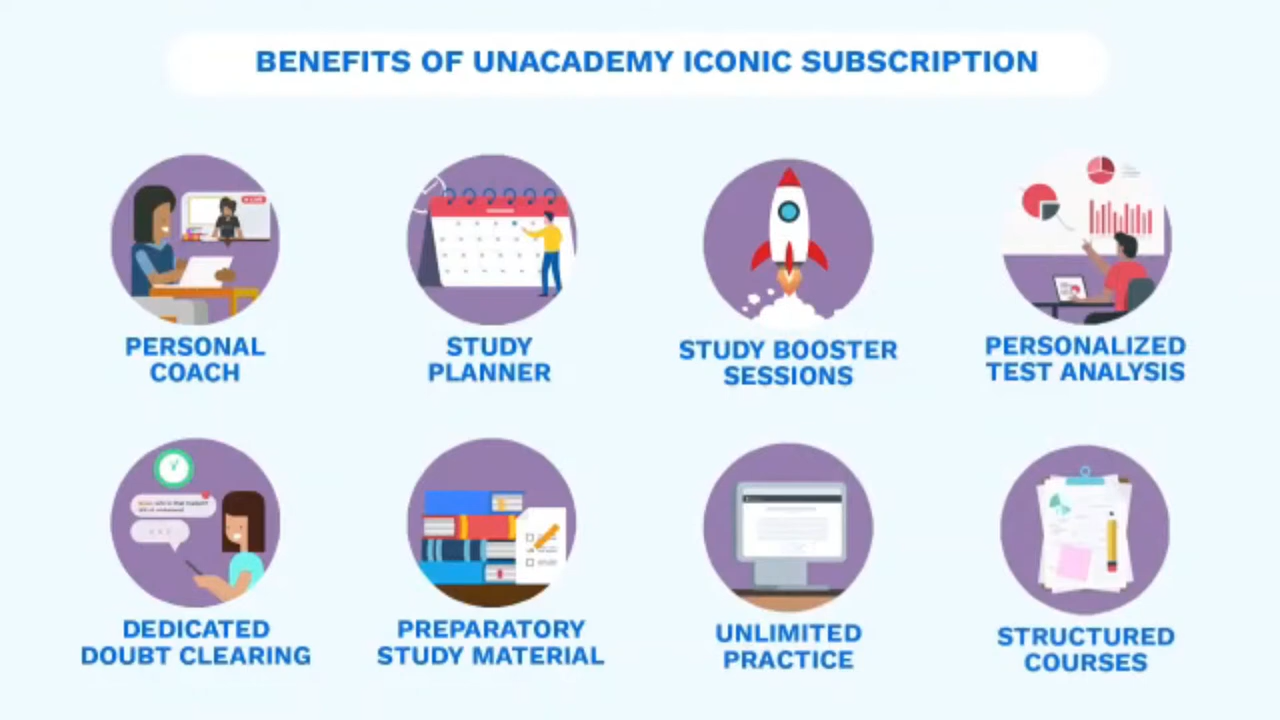 BENEFITS OF UNACADEMY ICONIC SUBSCRIPTION
PERSONAL
COACH
STUDY
PLANNER
STUDY BOOSTER
SESSIONS
PERSONALIZED
TEST ANALYSIS
DEDICATED
DOUBT CLEARING
PREPARATORY
STUDY MATERIAL
UNLIMITED
PRACTICE
STRUCTURED
COURSES